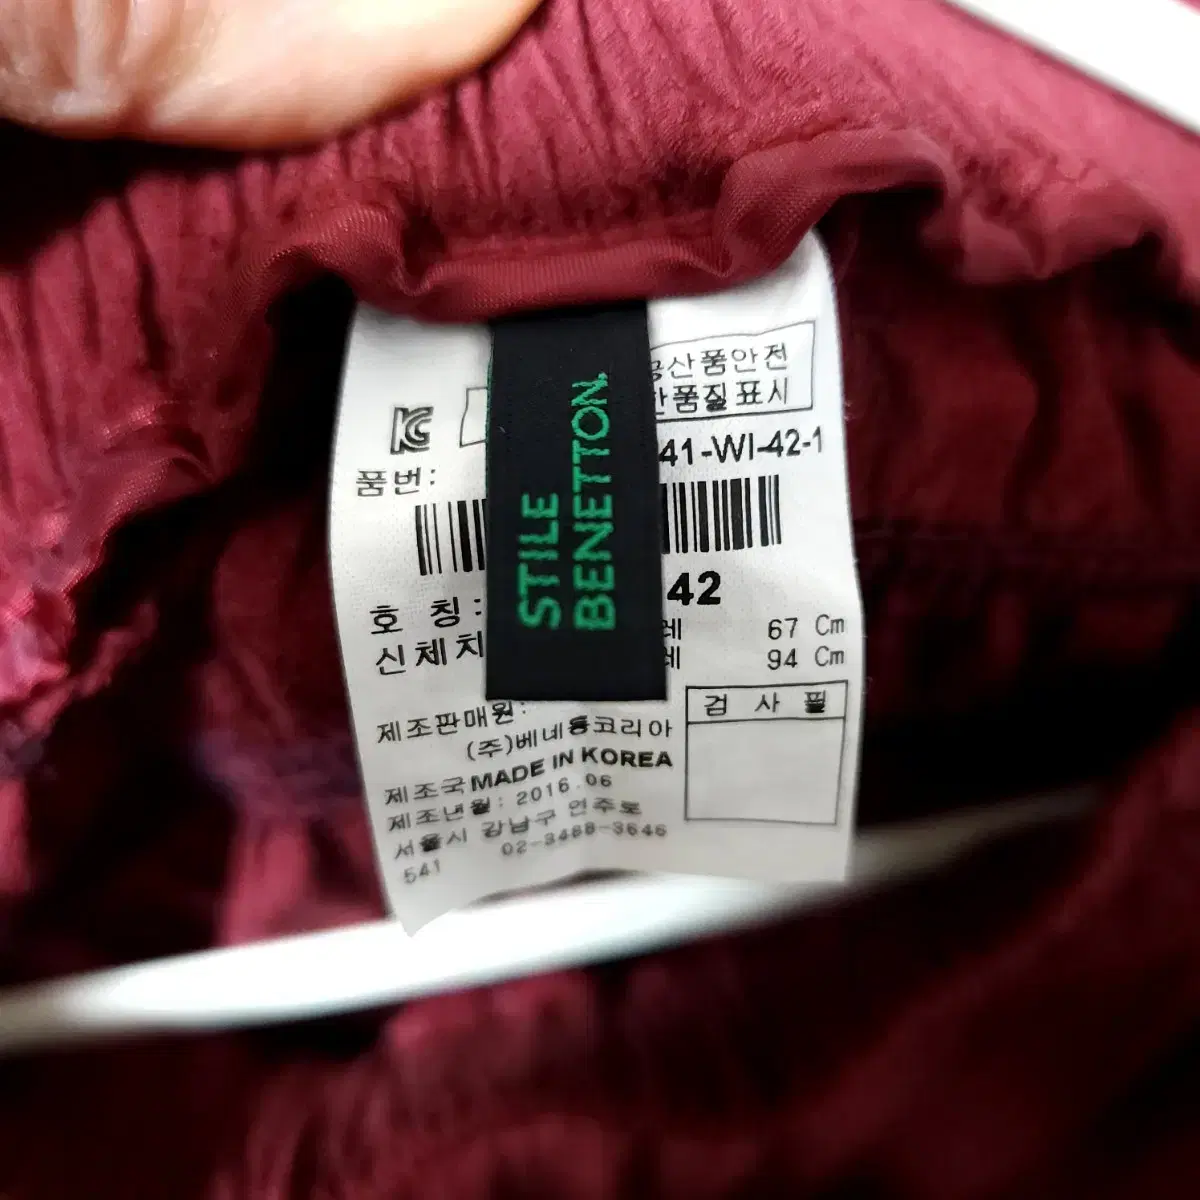 산품안전
품질표시
품번:
41-WI-42-1
STILE
BENETTON.
호 칭:
42
신체치
레 67 Cm
레 94 Cm
검 사 필
제조판매원:
(주)베네통코리아
제조국MADE IN KOREA
제조년월: 2016.06
서울시 강남구 언주로
541 02-3488-3646